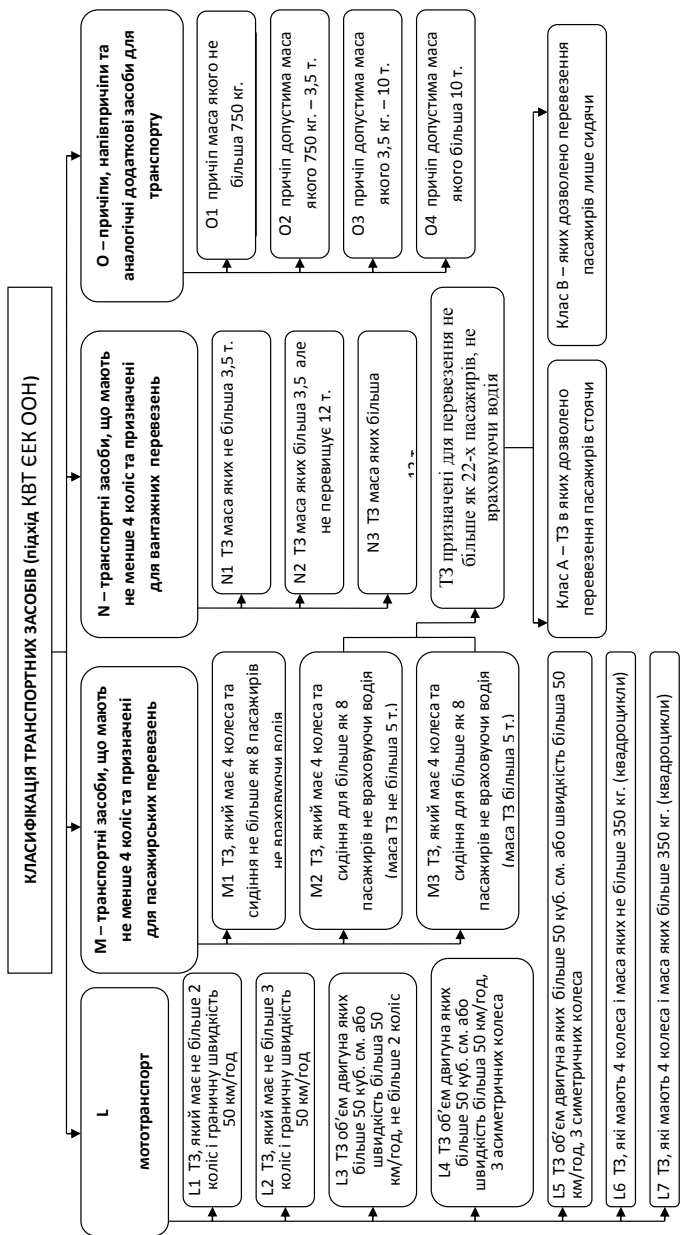 КЛАСИФІКАЦІЯ ТРАНСПОРТНИХ ЗАСОБІВ (підхід КВТ ЄЕК ООН)
L
мототранспорт
L1 ТЗ, який має не більше 2
коліс і граничну швидкість
50 км/год
L2 ТЗ, який має не більше 3
коліс і граничну швидкість
50 км/год
L3 ТЗ об’єм двигуна яких
більше 50 куб. см. або
швидкість більша 50
км/год, не більше 2 коліс
L4 ТЗ об’єм двигуна яких
більше 50 куб. см. або
швидкість більша 50 км/год,
3 асиметричних колеса
L5 ТЗ об’єм двигуна яких більше 50 куб. см. або швидкість більша 50
км/год, 3 симетричних колеса
L6 ТЗ, які мають 4 колеса і маса яких не більше 350 кг. (квадроцикли)
L7 ТЗ, які мають 4 колеса і маса яких більше 350 кг. (квадроцикли)
M – транспортні засоби, що мають
не менше 4 коліс та призначені
для пасажирських перевезень
M1 ТЗ, який має 4 колеса та
сидіння не більше як 8 пасажирів
не враховуючи водія
M2 ТЗ, який має 4 колеса та
сидіння для більше як 8
пасажирів не враховуючи водія
(маса ТЗ не більша 5 т.)
M3 ТЗ, який має 4 колеса та
сидіння для більше як 8
пасажирів не враховуючи водія
(маса ТЗ більша 5 т.)
N – транспортні засоби, що мають
не менше 4 коліс та призначені
для вантажних перевезень
N1 ТЗ маса яких не більша 3,5 т.
N2 ТЗ маса яких більша 3,5 але
не перевищує 12 т.
N3 ТЗ маса яких більша
12 т
ТЗ призначені для перевезення не
більше як 22-х пасажирів, не
враховуючи водія
Клас А – ТЗ в яких дозволено
перевезення пасажирів стоячи
Клас В – яких дозволено перевезення
пасажирів лише сидячи
О – причіпи, напівпричіпи та
аналогічні додаткові засоби для
транспорту
О1 причіп маса якого не
більша 750 кг.
О2 причіп допустима маса
якого 750 кг. – 3,5 т.
О3 причіп допустима маса
якого 3,5 кг. – 10 т.
О4 причіп допустима маса
якого більша 10 т.